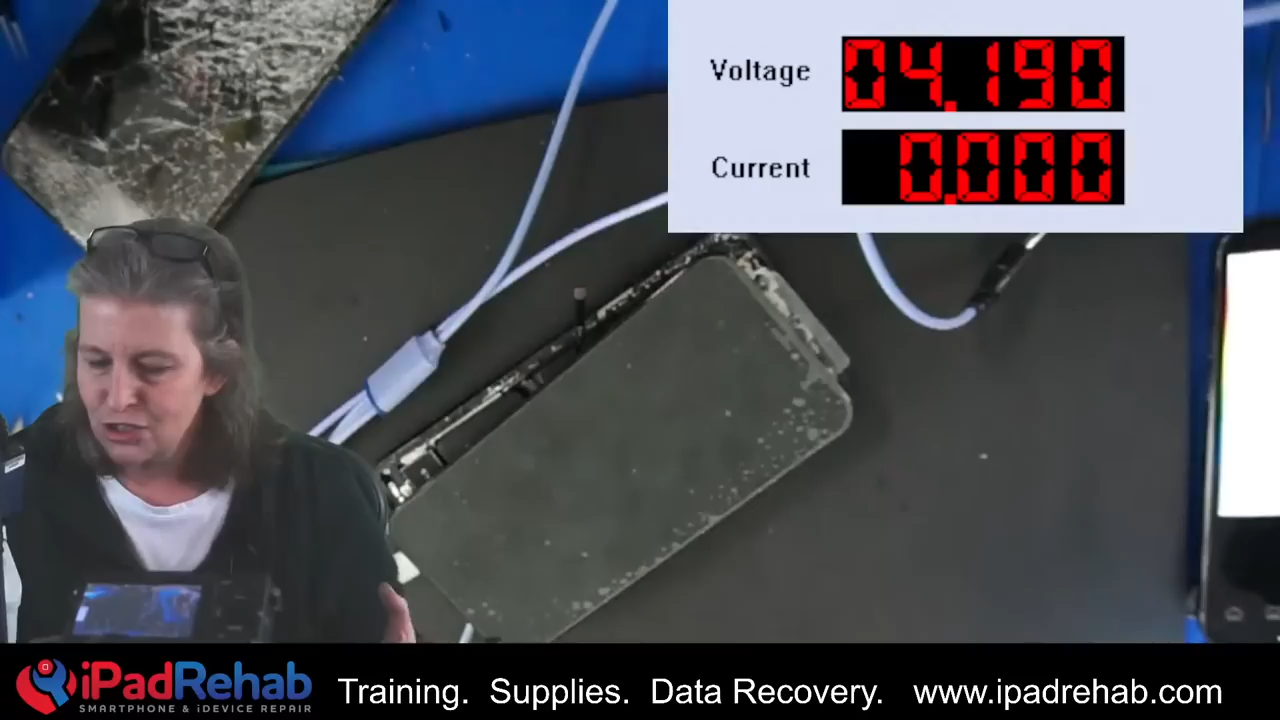 Voltage 04.190
Current 0.000
iPadRehab
SMARTPHONE & iDEVICE REPAIR
Training. Supplies. Data Recovery. www.ipadrehab.com